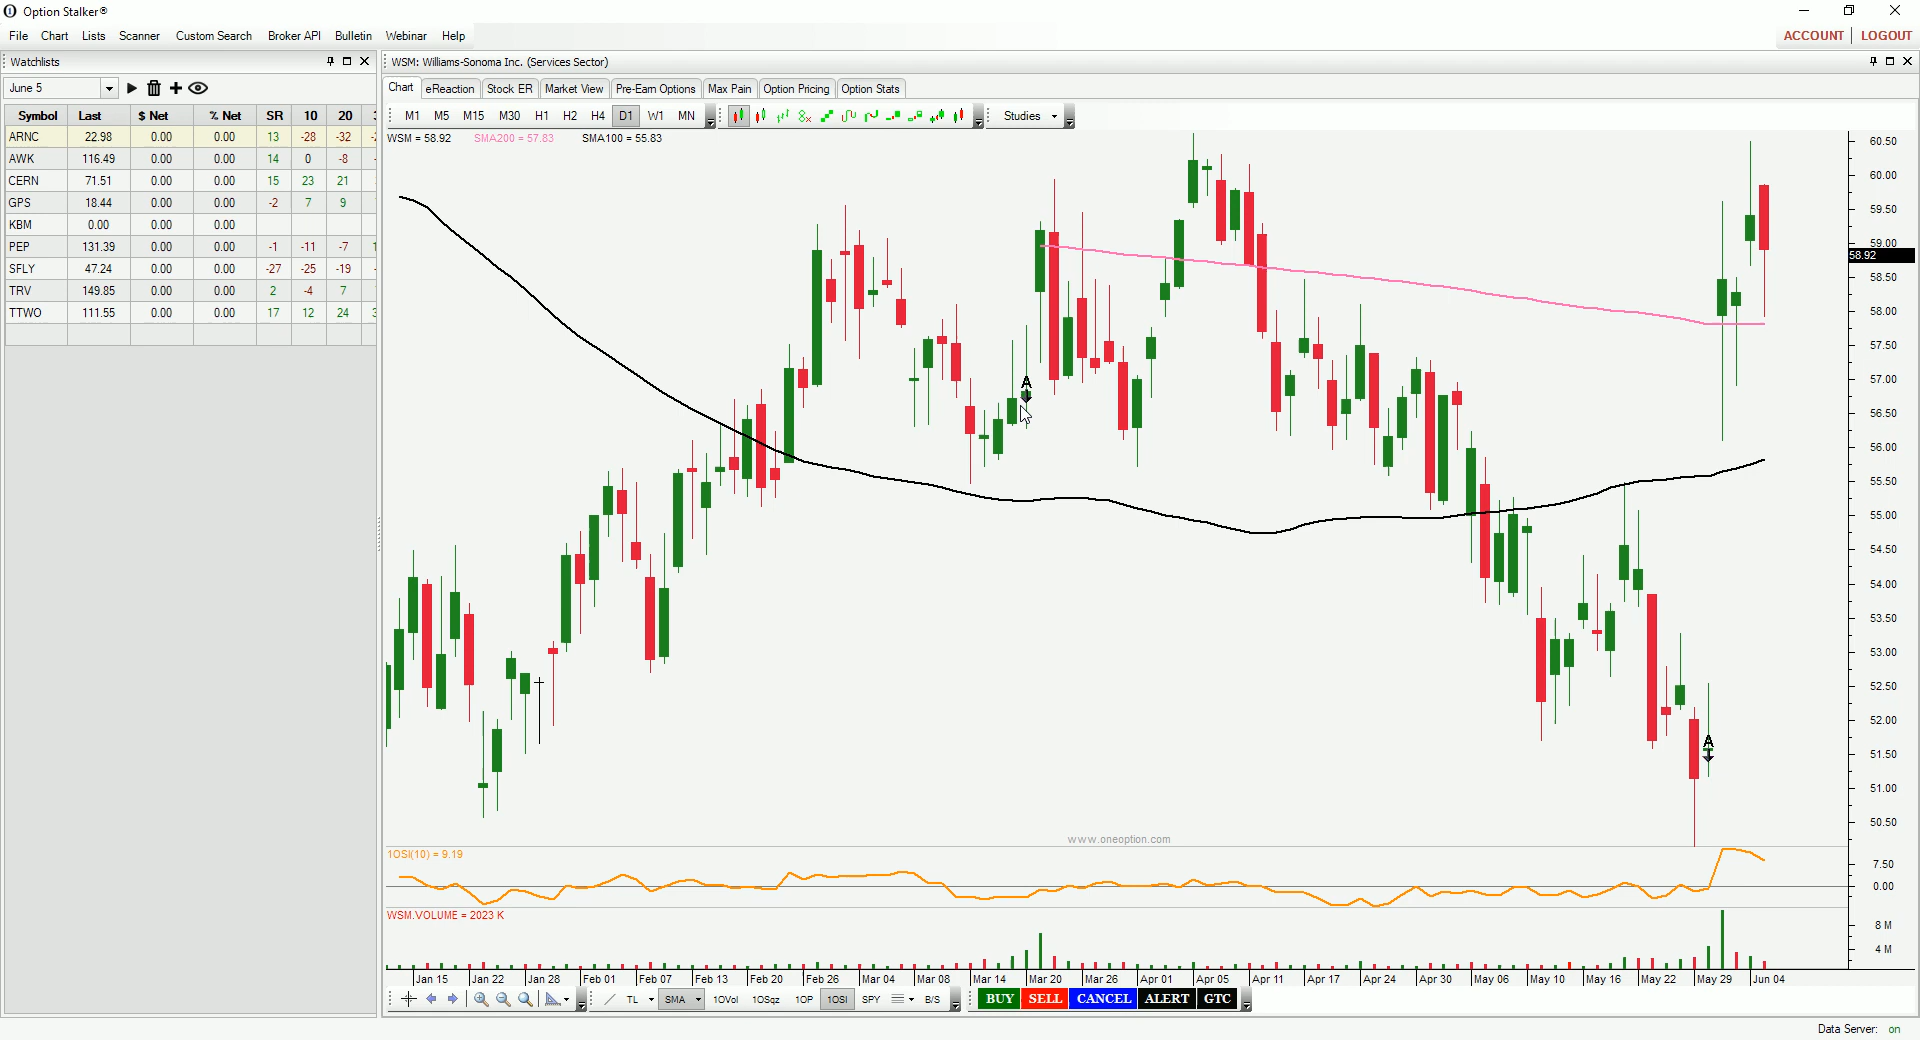 Option Stalker®
File Chart Lists Scanner Custom Search Broker API Bulletin Webinar Help ACCOUNT LOGOUT
Watchlists
June 5
Symbol Last $ Net % Net SR 10 20
ARNC 22.98 0.00 0.00 13 -28 -32
AWK 116.49 0.00 0.00 14 0 -8
CERN 71.51 0.00 0.00 15 23 21
GPS 18.44 0.00 0.00 -2 7 9
KBM 0.00 0.00 0.00
PEP 131.39 0.00 0.00 -1 -11 -7
SFLY 47.24 0.00 0.00 -27 -25 -19
TRV 149.85 0.00 0.00 2 -4 7
TTWO 111.55 0.00 0.00 17 12 24
WSM: Williams-Sonoma Inc. (Services Sector)
Chart eReaction Stock ER Market View Pre-Earn Options Max Pain Option Pricing Option Stats
M1 M5 M15 M30 H1 H2 H4 D1 W1 MN Studies
WSM = 58.92 SMA200 = 57.83 SMA100 = 55.83
60.50
60.00
59.50
59.00
58.92
58.50
58.00
57.50
57.00
56.50
56.00
55.50
55.00
54.50
54.00
53.50
53.00
52.50
52.00
51.50
51.00
50.50
A
A
www.oneoption.com
1OSI(10) = 9.19
7.50
0.00
WSM.VOLUME = 2023 K
8 M
4 M
Jan 15 Jan 22 Jan 28 Feb 01 Feb 07 Feb 13 Feb 20 Feb 26 Mar 04 Mar 08 Mar 14 Mar 20 Mar 26 Apr 01 Apr 05 Apr 11 Apr 17 Apr 24 Apr 30 May 06 May 10 May 16 May 22 May 29 Jun 04
TL SMA 1OVol 1OSqz 1OP 1OSI SPY B/S BUY SELL CANCEL ALERT GTC
Data Server: on